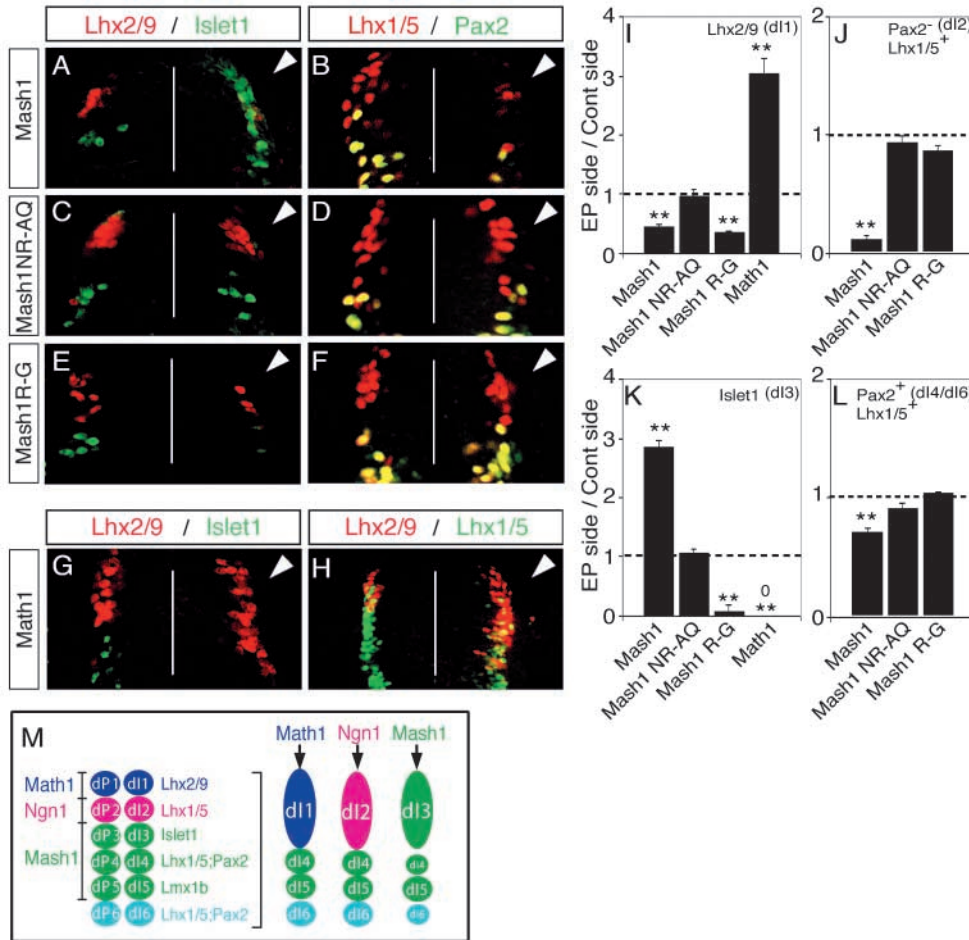 Lhx2/9 / Islet1
Lhx1/5 / Pax2
Mash1
A
B
Mash1NR-AQ
C
D
Mash1R-G
E
F
Lhx2/9 / Islet1
Lhx2/9 / Lhx1/5
Math1
G
H
I
Lhx2/9 (dI1)
EP side / Cont side
4
3
2
1
0
**
**
**
Mash1
Mash1 NR-AQ
Mash1 R-G
Math1
J
Pax2- (dI2)
Lhx1/5+
2
1
0
**
Mash1
Mash1 NR-AQ
Mash1 R-G
K
Islet1 (dI3)
EP side / Cont side
4
3
2
1
0
**
**
0
**
Mash1
Mash1 NR-AQ
Mash1 R-G
Math1
L
Pax2+ (dI4/dI6)
Lhx1/5+
2
1
0
**
Mash1
Mash1 NR-AQ
Mash1 R-G
M
Math1 Ngn1 Mash1
Math1 dP1 dI1 Lhx2/9
Ngn1 dP2 dI2 Lhx1/5
Mash1
dP3 dI3 Islet1
dP4 dI4 Lhx1/5;Pax2
dP5 dI5 Lmx1b
dP6 dI6 Lhx1/5;Pax2
dI1 dI2 dI3
dI4 dI4 dI4
dI5 dI5 dI5
dI6 dI6 dI6